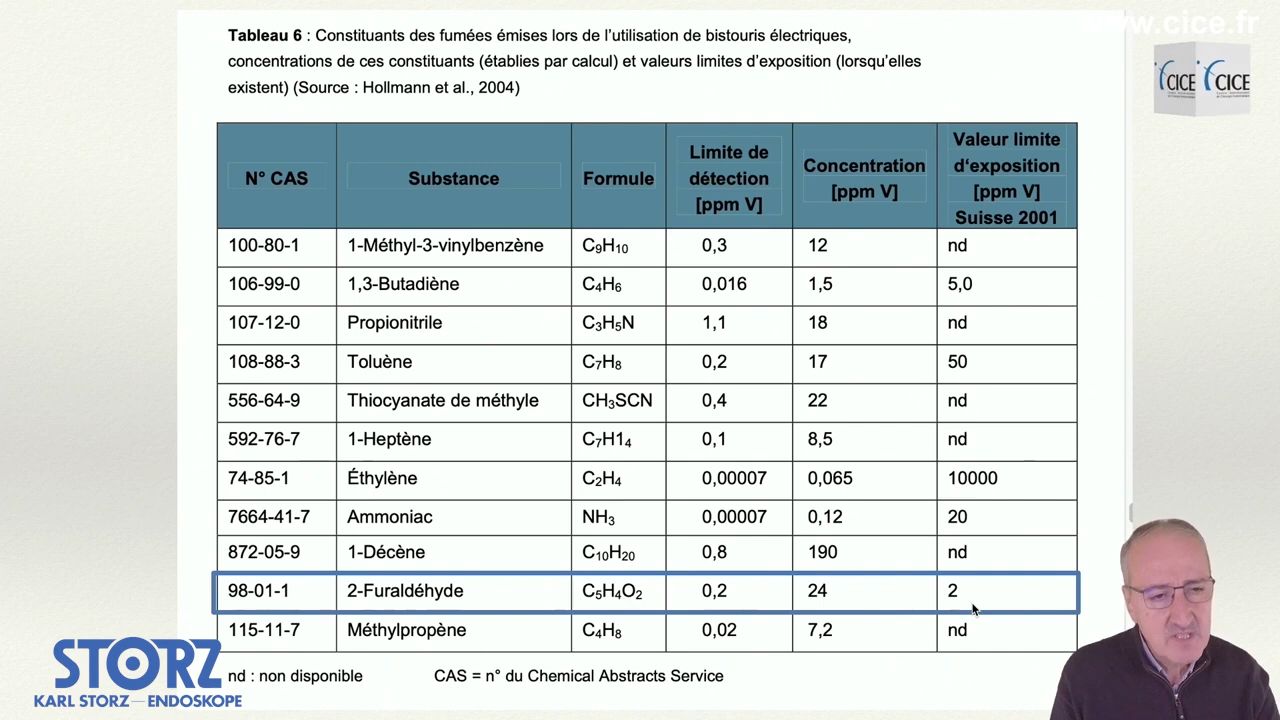 www.cice.fr
Tableau 6 : Constituants des fumées émises lors de l'utilisation de bistouris électriques,
concentrations de ces constituants (établies par calcul) et valeurs limites d'exposition (lorsqu'elles
existent) (Source : Hollmann et al., 2004)
CICE CICE
N° CAS Substance Formule Limite de détection [ppm V] Concentration [ppm V] Valeur limite d'exposition [ppm V] Suisse 2001
100-80-1 1-Méthyl-3-vinylbenzène C₉H₁₀ 0,3 12 nd
106-99-0 1,3-Butadiène C₄H₆ 0,016 1,5 5,0
107-12-0 Propionitrile C₃H₅N 1,1 18 nd
108-88-3 Toluène C₇H₈ 0,2 17 50
556-64-9 Thiocyanate de méthyle CH₃SCN 0,4 22 nd
592-76-7 1-Heptène C₇H1₄ 0,1 8,5 nd
74-85-1 Éthylène C₂H₄ 0,00007 0,065 10000
7664-41-7 Ammoniac NH₃ 0,00007 0,12 20
872-05-9 1-Décène C₁₀H₂₀ 0,8 190 nd
98-01-1 2-Furaldéhyde C₅H₄O₂ 0,2 24 2
115-11-7 Méthylpropène C₄H₈ 0,02 7,2 nd
nd : non disponible CAS = n° du Chemical Abstracts Service
STORZ
KARL STORZ—ENDOSKOPE